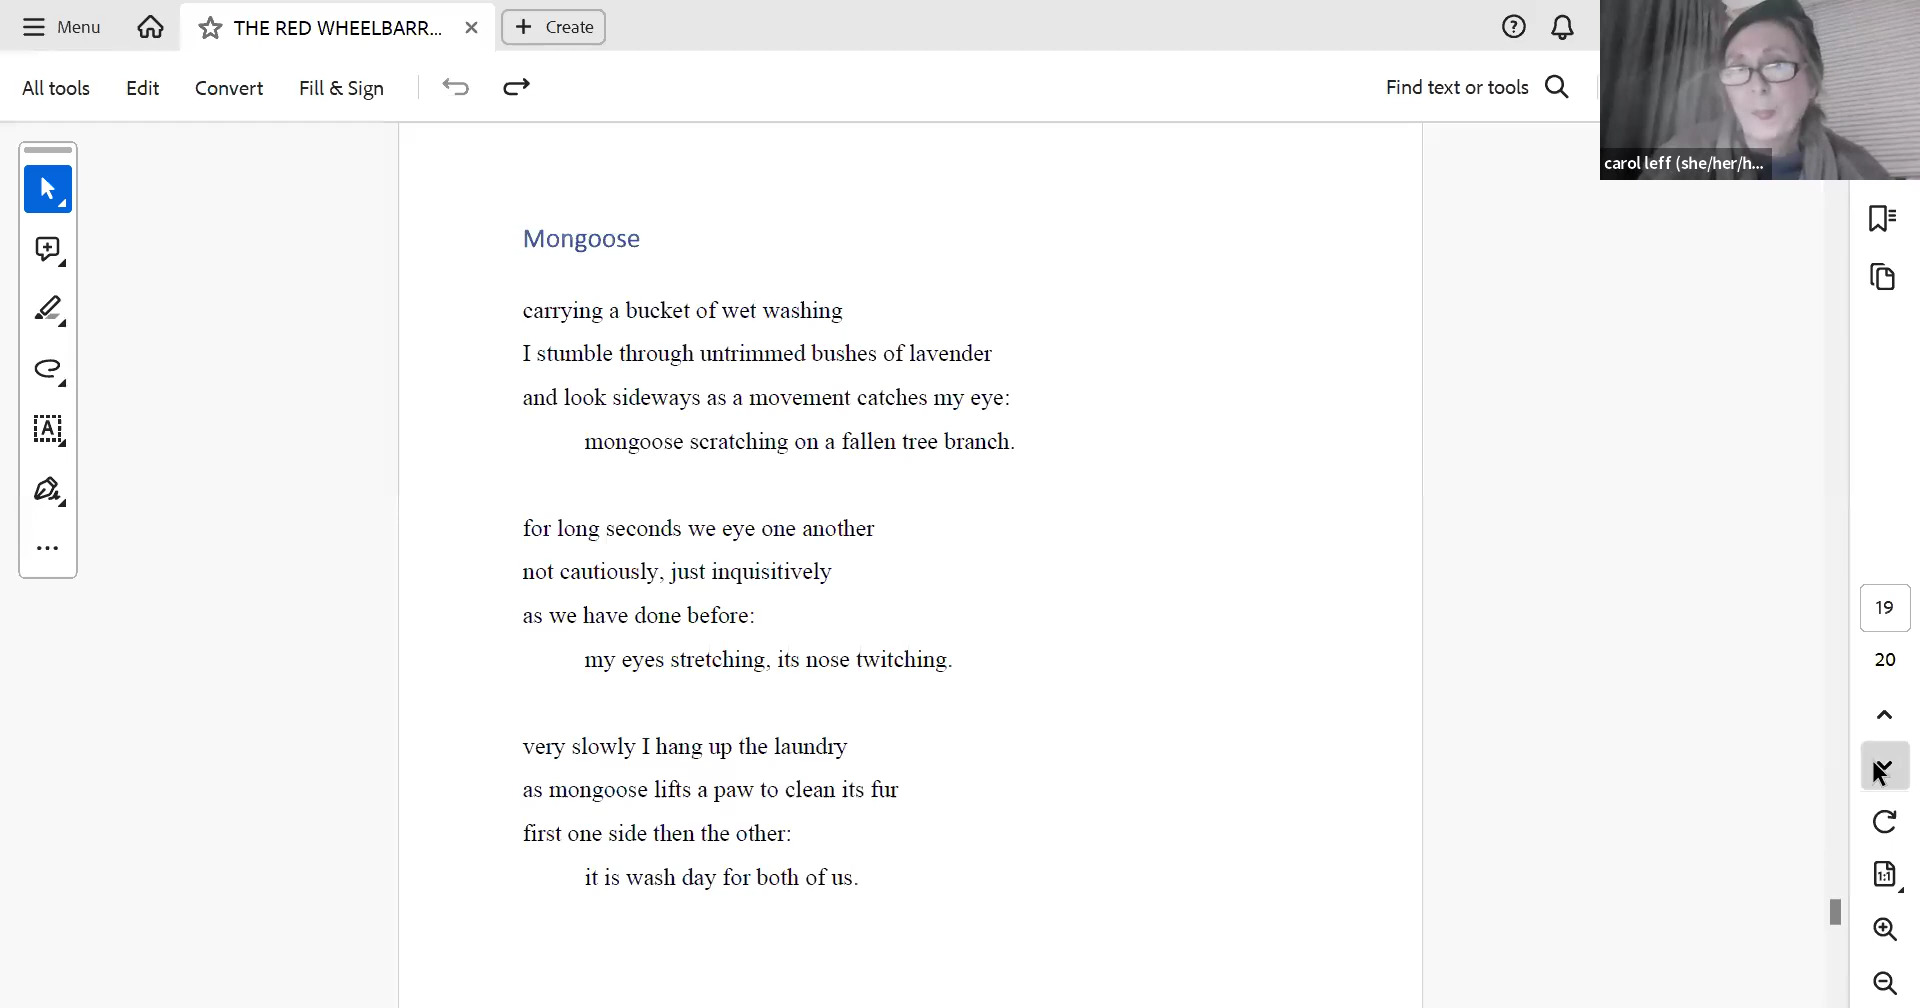 Menu
THE RED WHEELBARR...
Create
All tools
Edit
Convert
Fill & Sign
Find text or tools
carol leff (she/her/h...
Mongoose
carrying a bucket of wet washing
I stumble through untrimmed bushes of lavender
and look sideways as a movement catches my eye:
mongoose scratching on a fallen tree branch.
for long seconds we eye one another
not cautiously, just inquisitively
as we have done before:
my eyes stretching, its nose twitching.
very slowly I hang up the laundry
as mongoose lifts a paw to clean its fur
first one side then the other:
it is wash day for both of us.
19
20
1:1